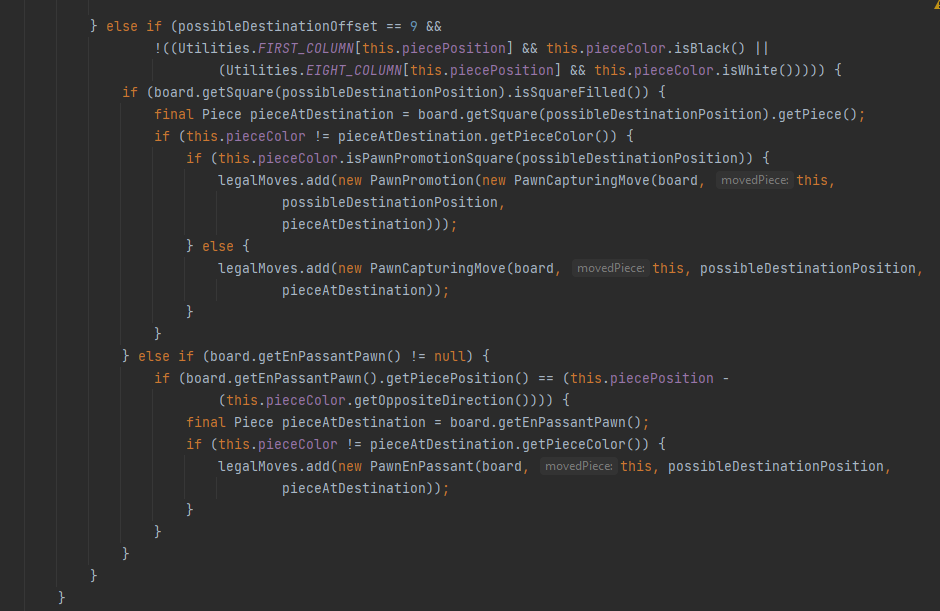 } else if (possibleDestinationOffset == 9 &&
!((Utilities.FIRST_COLUMN[this.piecePosition] && this.pieceColor.isBlack() ||
(Utilities.EIGHT_COLUMN[this.piecePosition] && this.pieceColor.isWhite())))) {
if (board.getSquare(possibleDestinationPosition).isSquareFilled()) {
final Piece pieceAtDestination = board.getSquare(possibleDestinationPosition).getPiece();
if (this.pieceColor != pieceAtDestination.getPieceColor()) {
if (this.pieceColor.isPawnPromotionSquare(possibleDestinationPosition)) {
legalMoves.add(new PawnPromotion(new PawnCapturingMove(board, movedPiece: this,
possibleDestinationPosition,
pieceAtDestination)));
} else {
legalMoves.add(new PawnCapturingMove(board, movedPiece: this, possibleDestinationPosition,
pieceAtDestination));
}
}
} else if (board.getEnPassantPawn() != null) {
if (board.getEnPassantPawn().getPiecePosition() == (this.piecePosition -
(this.pieceColor.getOppositeDirection()))) {
final Piece pieceAtDestination = board.getEnPassantPawn();
if (this.pieceColor != pieceAtDestination.getPieceColor()) {
legalMoves.add(new PawnEnPassant(board, movedPiece: this, possibleDestinationPosition,
pieceAtDestination));
}
}
}
}
}